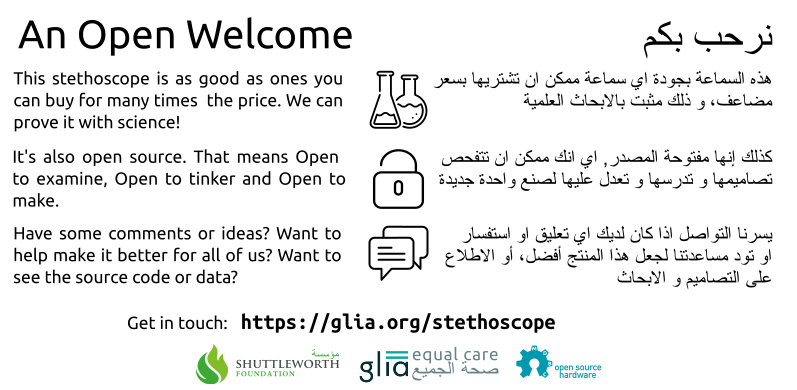 An Open Welcome
نرحب بكم
This stethoscope is as good as ones you
can buy for many times the price. We can
prove it with science!
هذه السماعة بجودة اي سماعة ممكن ان تشتريها بسعر
مضاعف، و ذلك مثبت بالابحاث العلمية
It's also open source. That means Open
to examine, Open to tinker and Open to
make.
كذلك إنها مفتوحة المصدر, اي انك ممكن ان تتفحص
تصاميمها و تدرسها و تعدل عليها لصنع واحدة جديدة
Have some comments or ideas? Want to
help make it better for all of us? Want to
see the source code or data?
يسرنا التواصل اذا كان لديك اي تعليق او استفسار
او تود مساعدتنا لجعل هذا المنتج أفضل، أو الاطلاع
على التصاميم و الابحاث
Get in touch: https://glia.org/stethoscope
مؤسسة
SHUTTLEWORTH
FOUNDATION
glia
equal care
صحة الجميع
open source
hardware